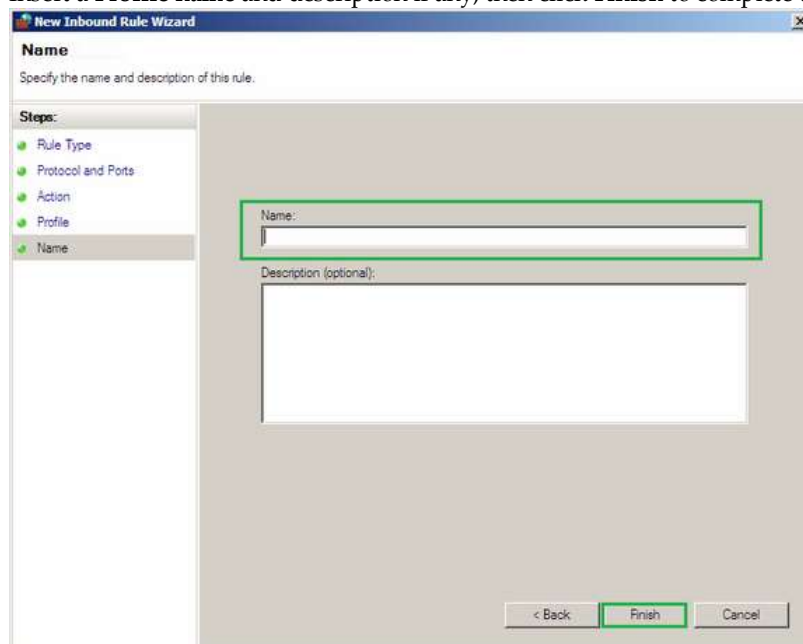 insert a Profile name and description if any, then click Finish to complete
New Inbound Rule Wizard
Name
Specify the name and description of this rule.
Steps:
Rule Type
Protocol and Ports
Action
Profile
Name
Name:
Description (optional):
< Back
Finish
Cancel